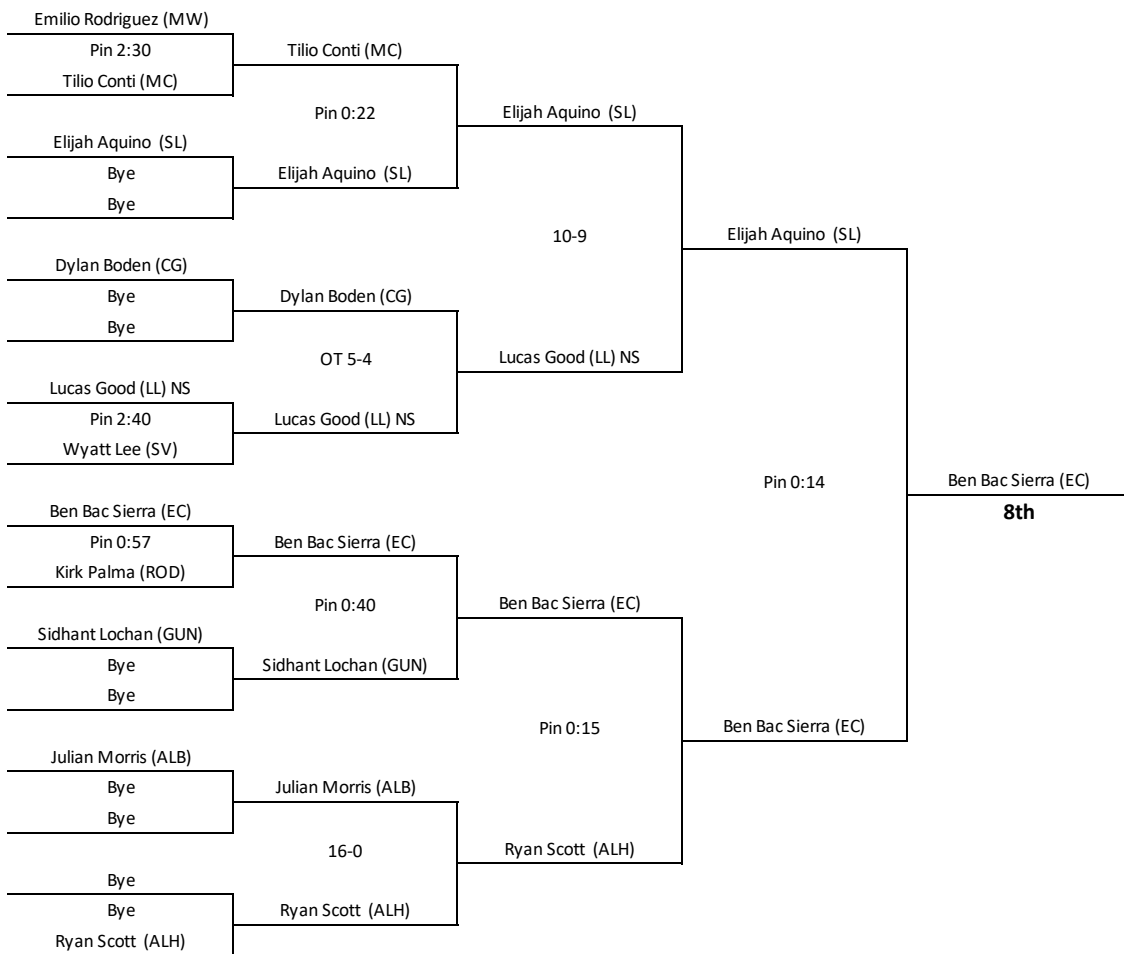 Emilio Rodriguez (MW)
Pin 2:30
Tilio Conti (MC)
Tilio Conti (MC)
Pin 0:22
Elijah Aquino (SL)
Elijah Aquino (SL)
Bye
Elijah Aquino (SL)
Bye
10-9
Elijah Aquino (SL)
Dylan Boden (CG)
Bye
Dylan Boden (CG)
Bye
OT 5-4
Lucas Good (LL) NS
Lucas Good (LL) NS
Pin 2:40
Lucas Good (LL) NS
Wyatt Lee (SV)
Pin 0:14
Ben Bac Sierra (EC)
8th
Ben Bac Sierra (EC)
Pin 0:57
Ben Bac Sierra (EC)
Kirk Palma (ROD)
Pin 0:40
Ben Bac Sierra (EC)
Sidhant Lochan (GUN)
Bye
Sidhant Lochan (GUN)
Bye
Pin 0:15
Ben Bac Sierra (EC)
Julian Morris (ALB)
Bye
Julian Morris (ALB)
Bye
16-0
Ryan Scott (ALH)
Bye
Bye
Ryan Scott (ALH)
Ryan Scott (ALH)